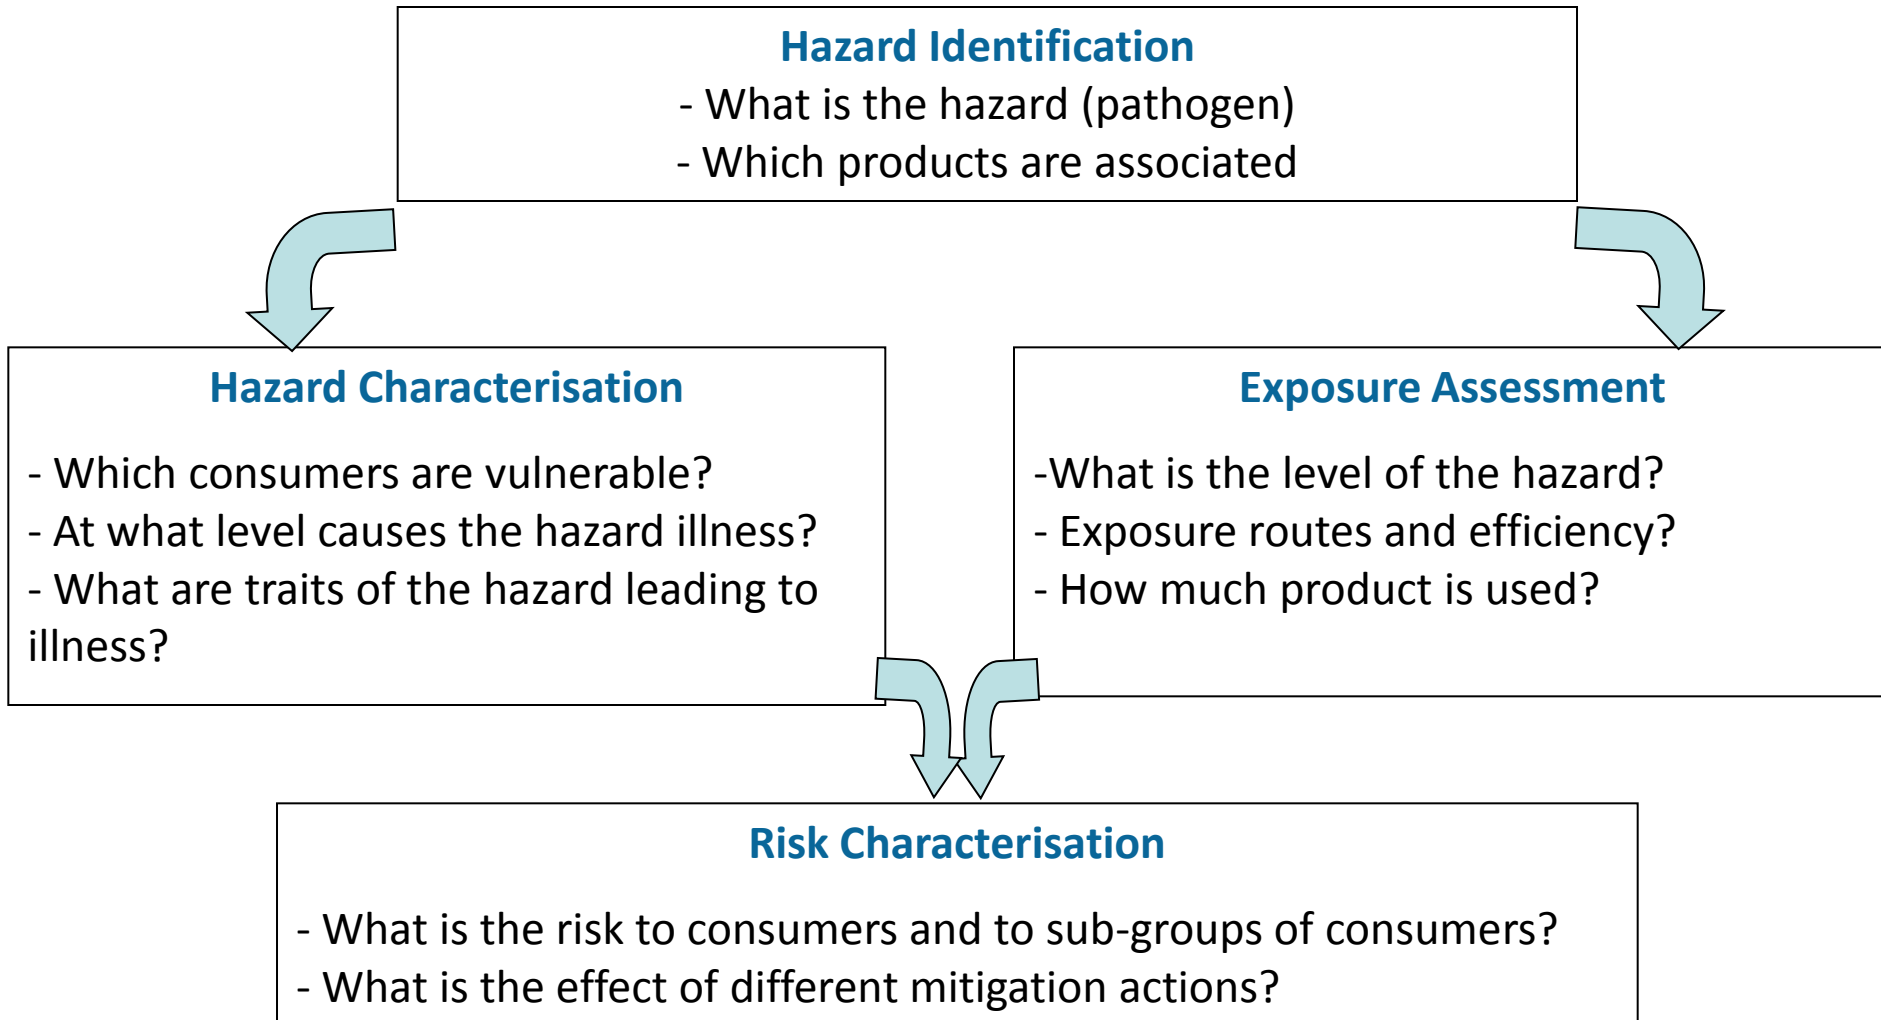 Hazard Identification
- What is the hazard (pathogen)
- Which products are associated
Hazard Characterisation
- Which consumers are vulnerable?
- At what level causes the hazard illness?
- What are traits of the hazard leading to
illness?
Exposure Assessment
-What is the level of the hazard?
- Exposure routes and efficiency?
- How much product is used?
Risk Characterisation
- What is the risk to consumers and to sub-groups of consumers?
- What is the effect of different mitigation actions?